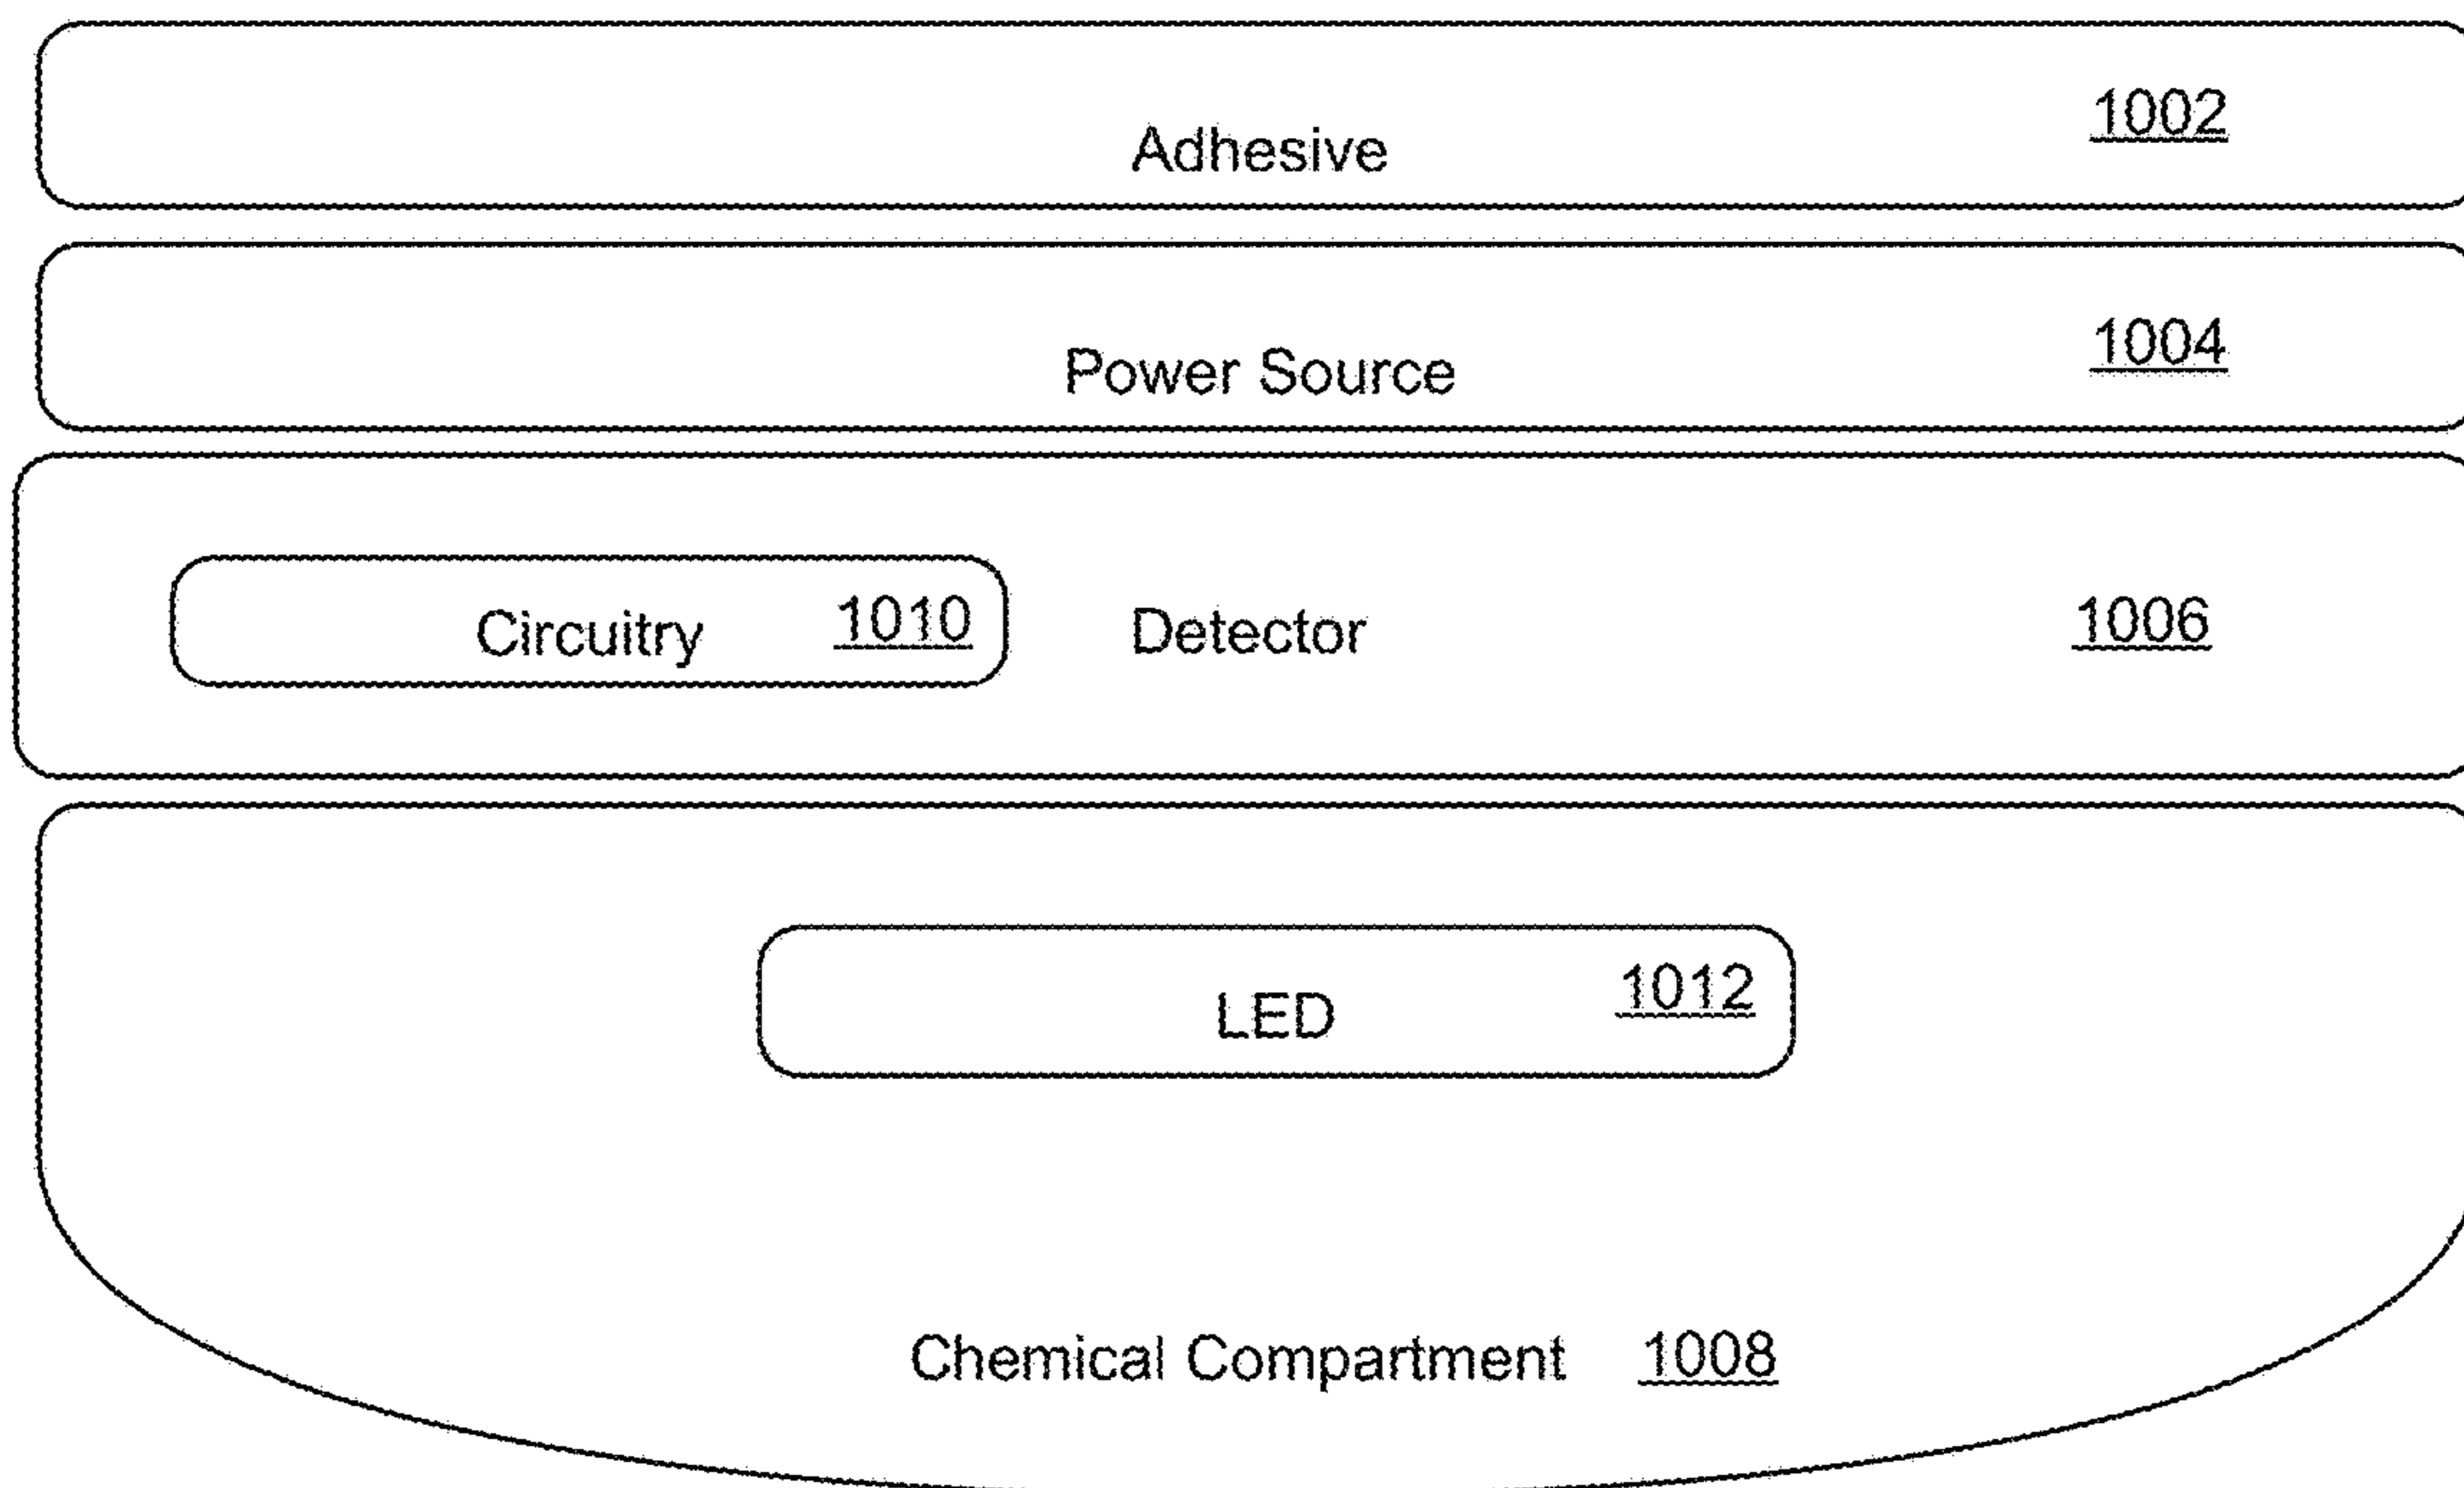 Adhesive 1002
Power Source 1004
Circuitry 1010 Detector 1006
LED 1012
Chemical Compartment 1008